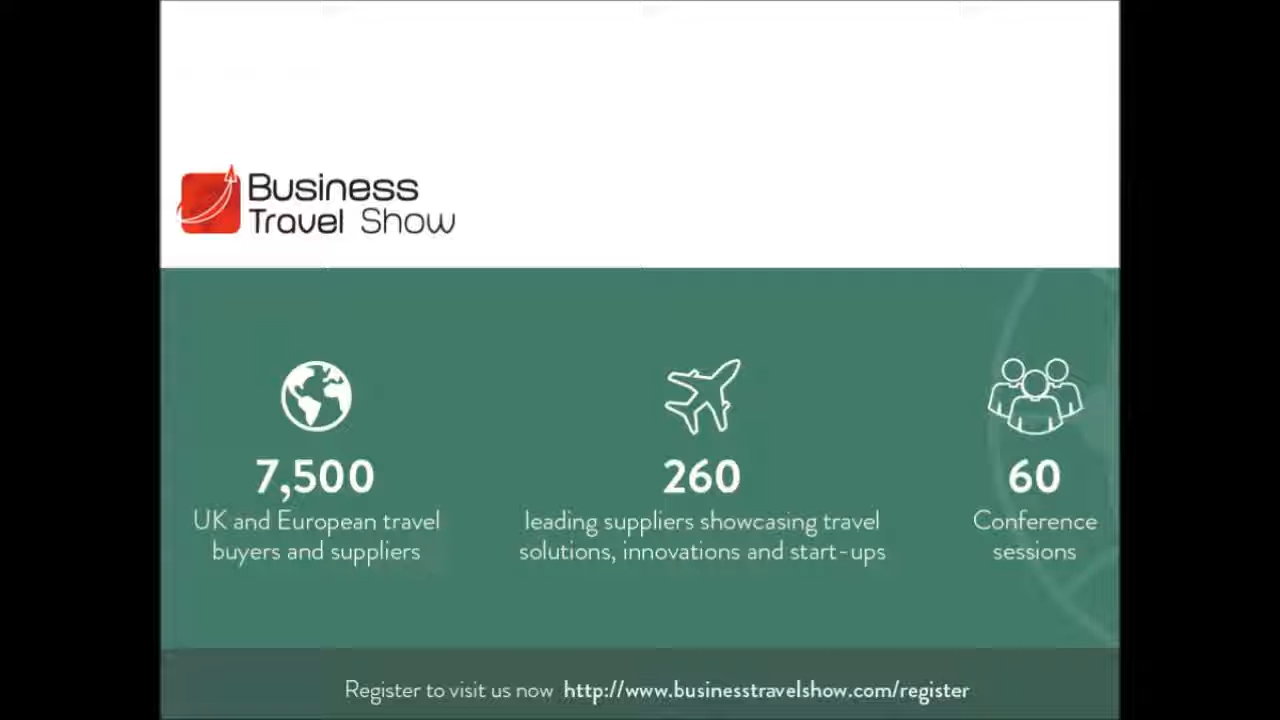 Business
Travel Show
7,500
UK and European travel
buyers and suppliers
260
leading suppliers showcasing travel
solutions, innovations and start-ups
60
Conference
sessions
Register to visit us now http://www.businesstravelshow.com/register